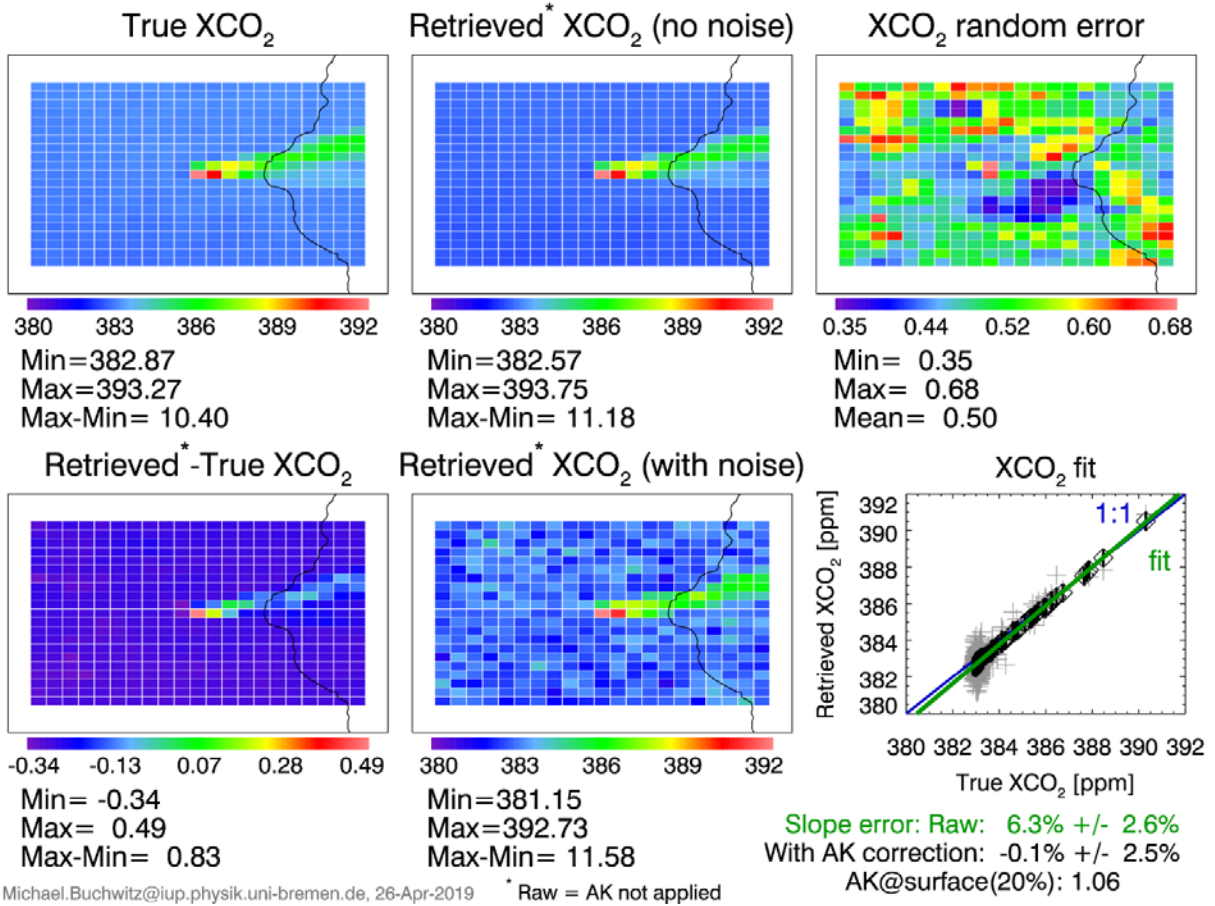 True XCO2
Retrieved* XCO2 (no noise)
XCO2 random error
380 383 386 389 392
380 383 386 389 392
0.35 0.44 0.52 0.60 0.68
Min=382.87
Max=393.27
Max-Min= 10.40
Min=382.57
Max=393.75
Max-Min= 11.18
Min= 0.35
Max= 0.68
Mean= 0.50
Retrieved*-True XCO2
Retrieved* XCO2 (with noise)
XCO2 fit
-0.34 -0.13 0.07 0.28 0.49
380 383 386 389 392
Min= -0.34
Max= 0.49
Max-Min= 0.83
Min=381.15
Max=392.73
Max-Min= 11.58
Retrieved XCO2 [ppm]
392
390
388
386
384
382
380
1:1
fit
380 382 384 386 388 390 392
True XCO2 [ppm]
Slope error: Raw: 6.3% +/- 2.6%
With AK correction: -0.1% +/- 2.5%
AK@surface(20%): 1.06
Michael.Buchwitz@iup.physik.uni-bremen.de, 26-Apr-2019
* Raw = AK not applied